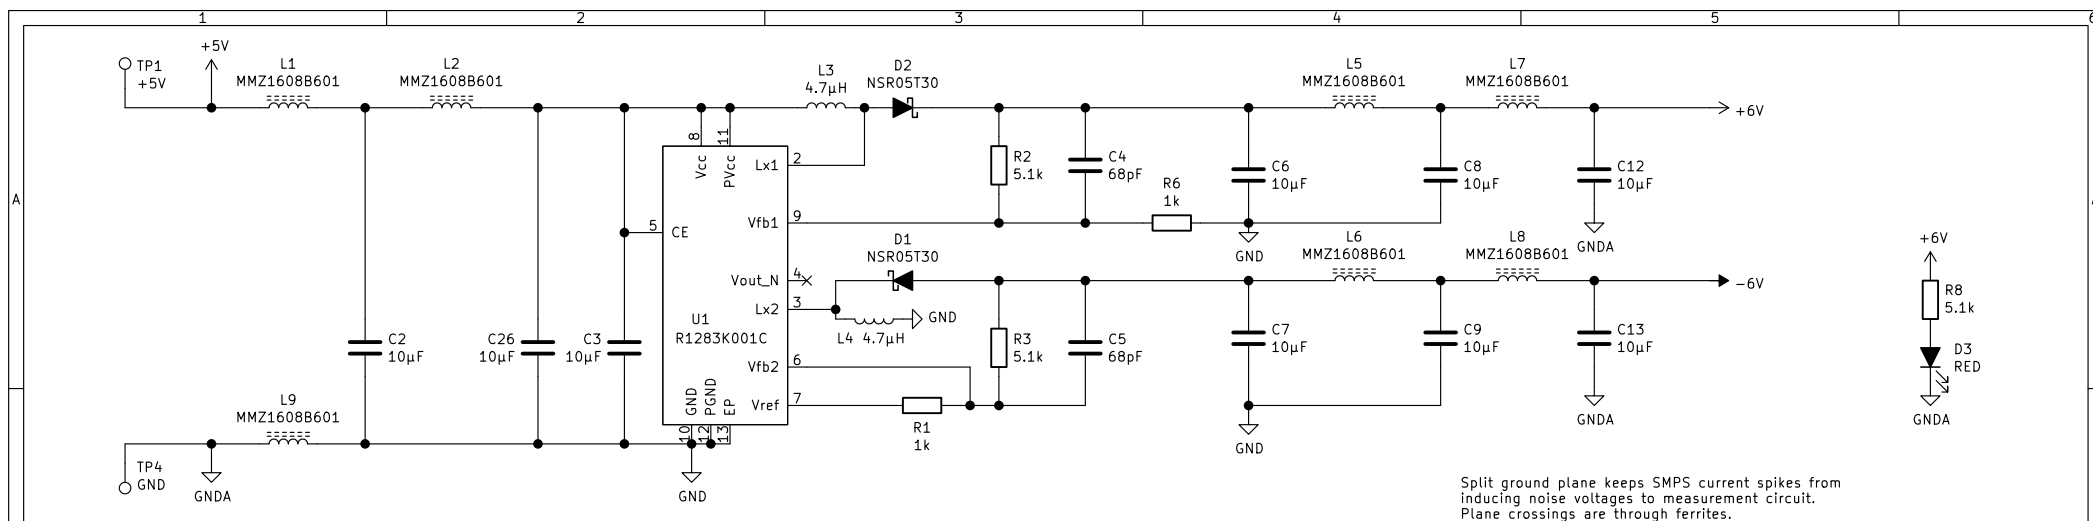 1 2 3 4 5 6
A
TP1
+5V
+5V
L1
MMZ1608B601
L2
MMZ1608B601
L3
4.7µH
D2
NSR05T30
L5
MMZ1608B601
L7
MMZ1608B601
+6V
8
11
Vcc
PVcc
Lx1
2
R2
5.1k
C4
68pF
R6
1k
C6
10µF
C8
10µF
C12
10µF
5
CE
Vfb1
9
GND
GNDA
D1
NSR05T30
L6
MMZ1608B601
L8
MMZ1608B601
+6V
Vout_N
4
-6V
Lx2
3
GND
L4 4.7µH
U1
R1283K001C
R8
5.1k
C2
10µF
C26
10µF
C3
10µF
R3
5.1k
C5
68pF
C7
10µF
C9
10µF
C13
10µF
D3
RED
Vfb2
6
L9
MMZ1608B601
GND
PGND
EP
Vref
7
10
12
13
R1
1k
GND
GNDA
GNDA
TP4
GND
GNDA
GND
Split ground plane keeps SMPS current spikes from
inducing noise voltages to measurement circuit.
Plane crossings are through ferrites.